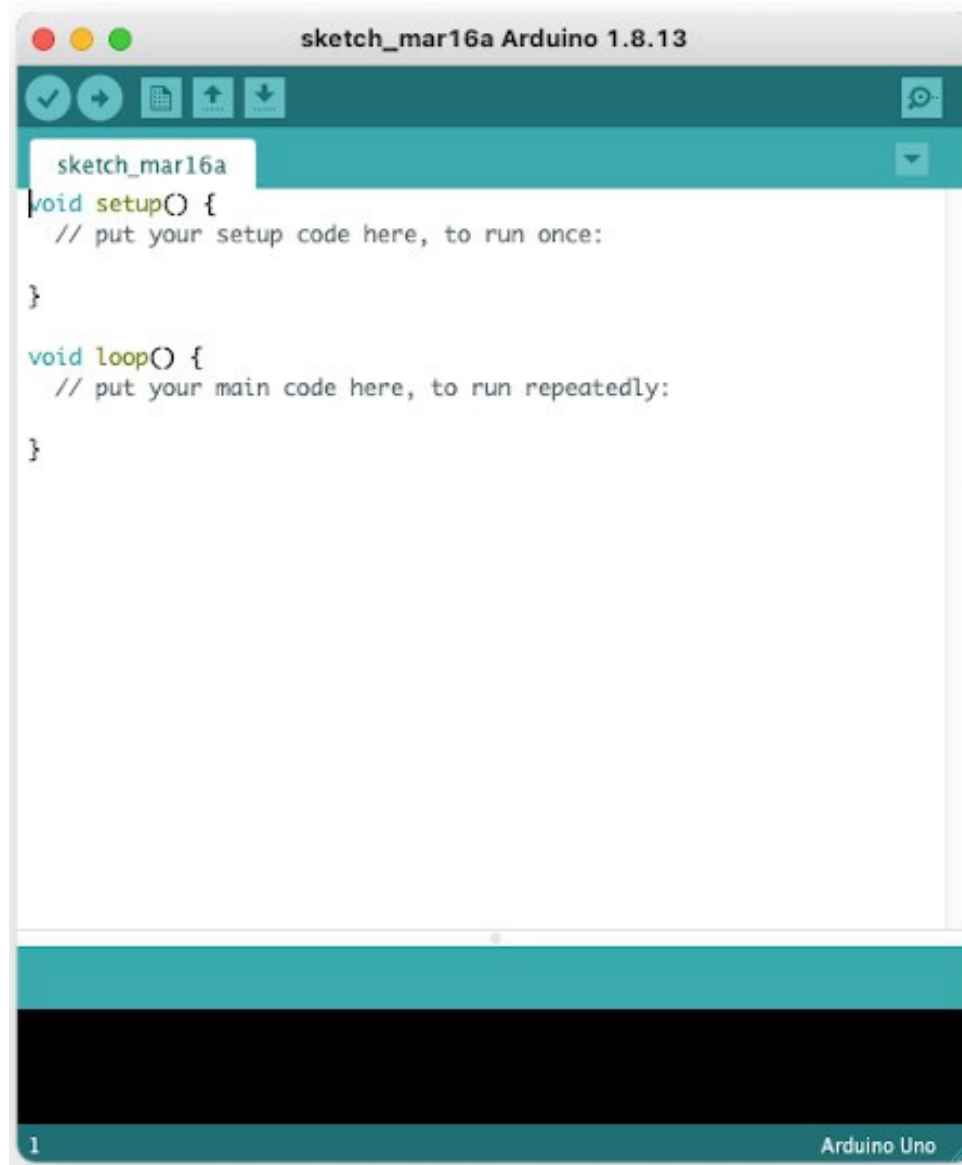 sketch_mar16a Arduino 1.8.13
sketch_mar16a
void setup() {
  // put your setup code here, to run once:
}
void loop() {
  // put your main code here, to run repeatedly:
}
1
Arduino Uno